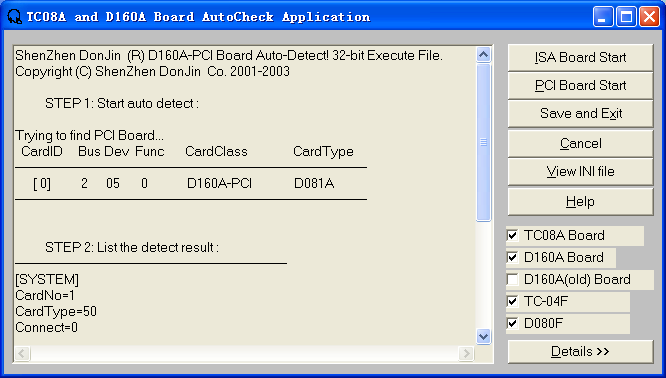 TC08A and D160A Board AutoCheck Application
ShenZhen DonJin (R) D160A-PCI Board Auto-Detect! 32-bit Execute File.
Copyright (C) ShenZhen DonJin Co. 2001-2003
STEP 1: Start auto detect :
Trying to find PCI Board...
CardID Bus Dev Func CardClass CardType
[ 0] 2 05 0 D160A-PCI D081A
STEP 2: List the detect result :
[SYSTEM]
CardNo=1
CardType=50
Connect=0
ISA Board Start
PCI Board Start
Save and Exit
Cancel
View INI file
Help
TC08A Board
D160A Board
D160A(old) Board
TC-04F
D080F
Details >>